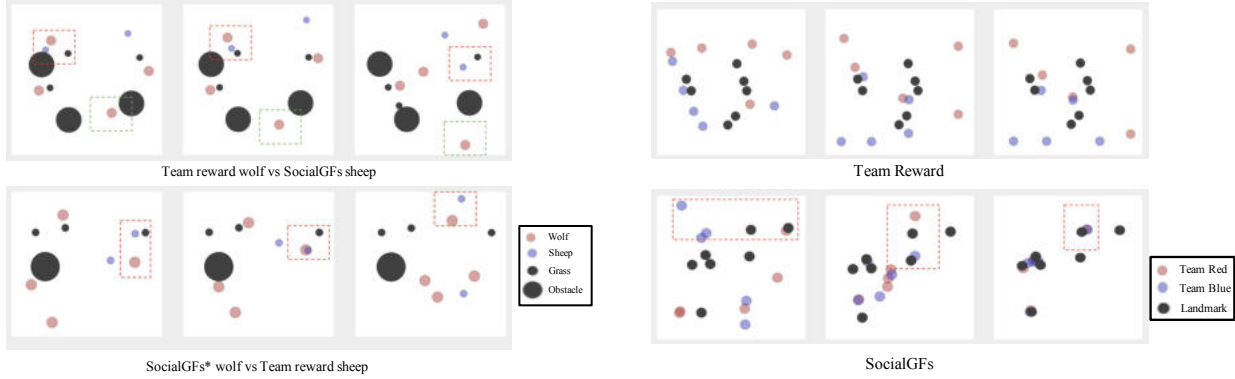 Team Reward wolf vs SocialGFs sheep
SocialGFs* wolf vs Team reward sheep
Wolf
Sheep
Grass
Obstacle
Team Reward
SocialGFs
Team Red
Team Blue
Landmark